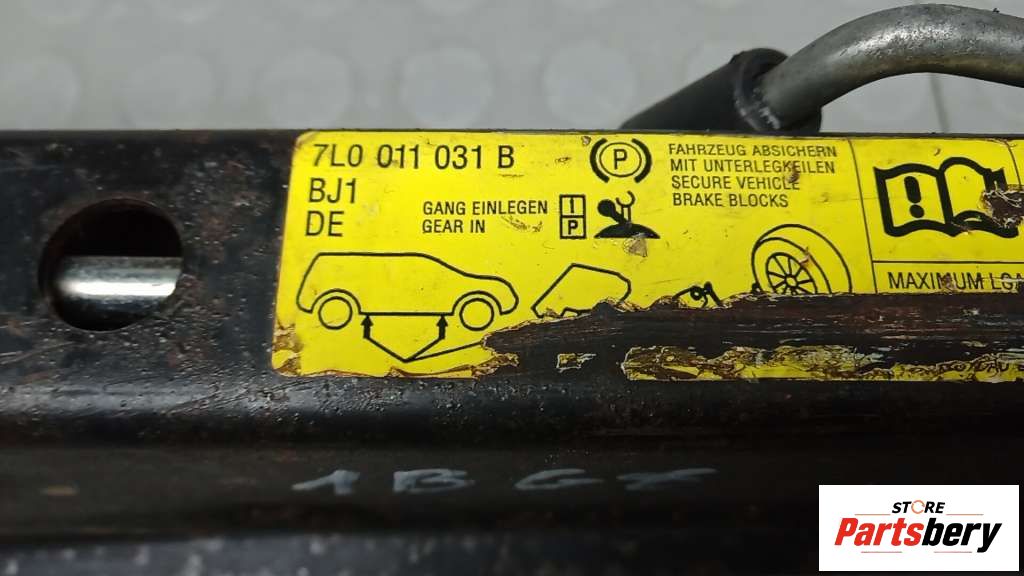 7L0 011 031 B
BJ1
DE
GANG EINLEGEN
GEAR IN
1
P
P
FAHRZEUG ABSICHERN
MIT UNTERLEGKEILEN
SECURE VEHICLE
BRAKE BLOCKS
MAXIMUM
STORE
Partsbery